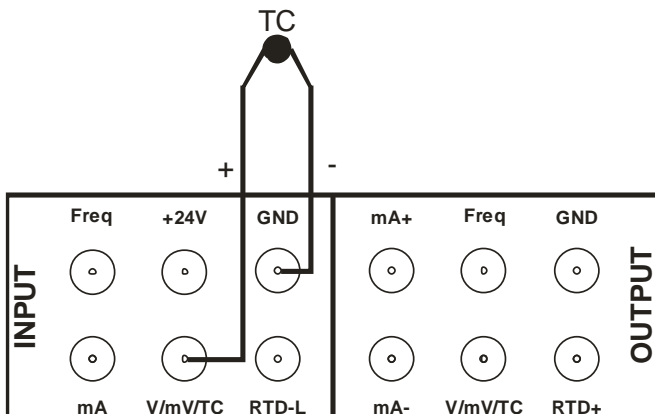 TC
+ -
Freq +24V GND mA+ Freq GND
INPUT
OUTPUT
mA V/mV/TC RTD-L mA- V/mV/TC RTD+